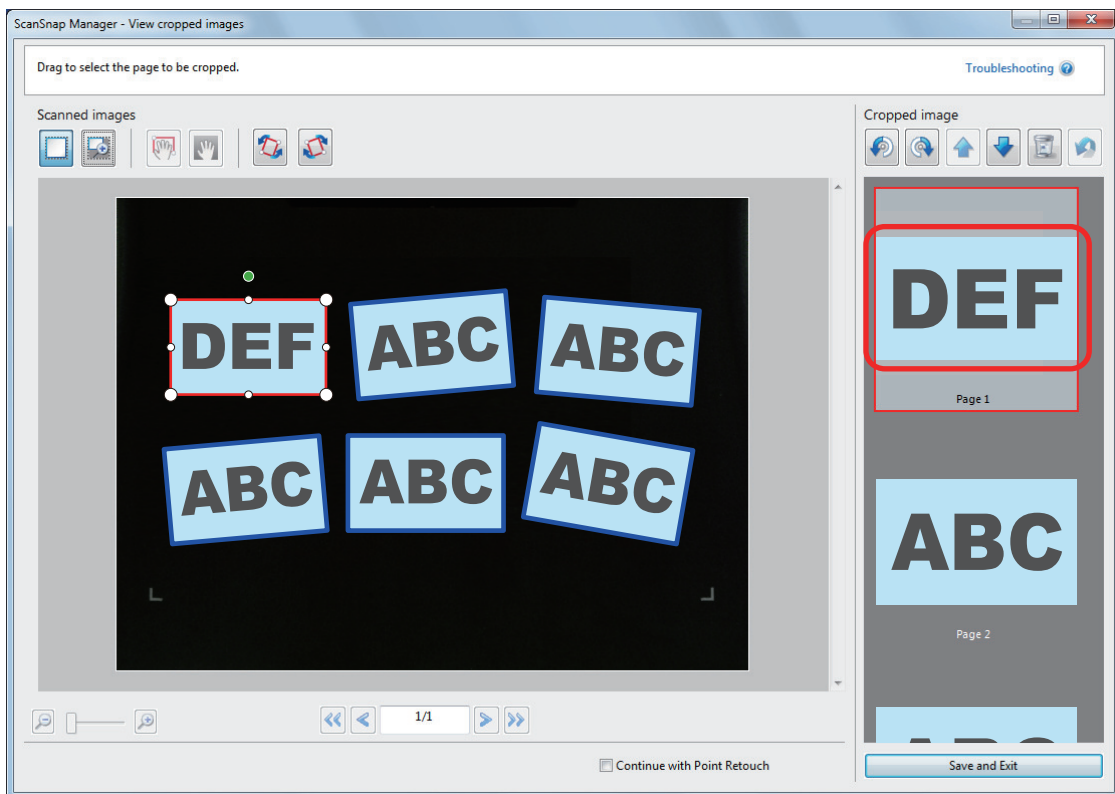 ScanSnap Manager - View cropped images
Drag to select the page to be cropped.
Troubleshooting
Scanned images
Cropped image
DEF
ABC
ABC
ABC
ABC
ABC
DEF
Page 1
ABC
Page 2
ABC
1/1
Continue with Point Retouch
Save and Exit